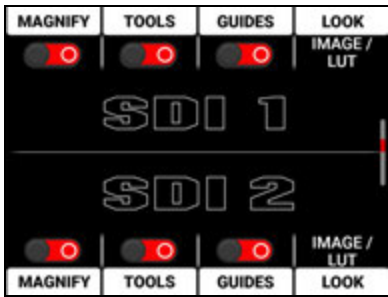 MAGNIFY TOOLS GUIDES LOOK
IMAGE /
LUT
SDI 1
SDI 2
IMAGE /
LUT
MAGNIFY TOOLS GUIDES LOOK